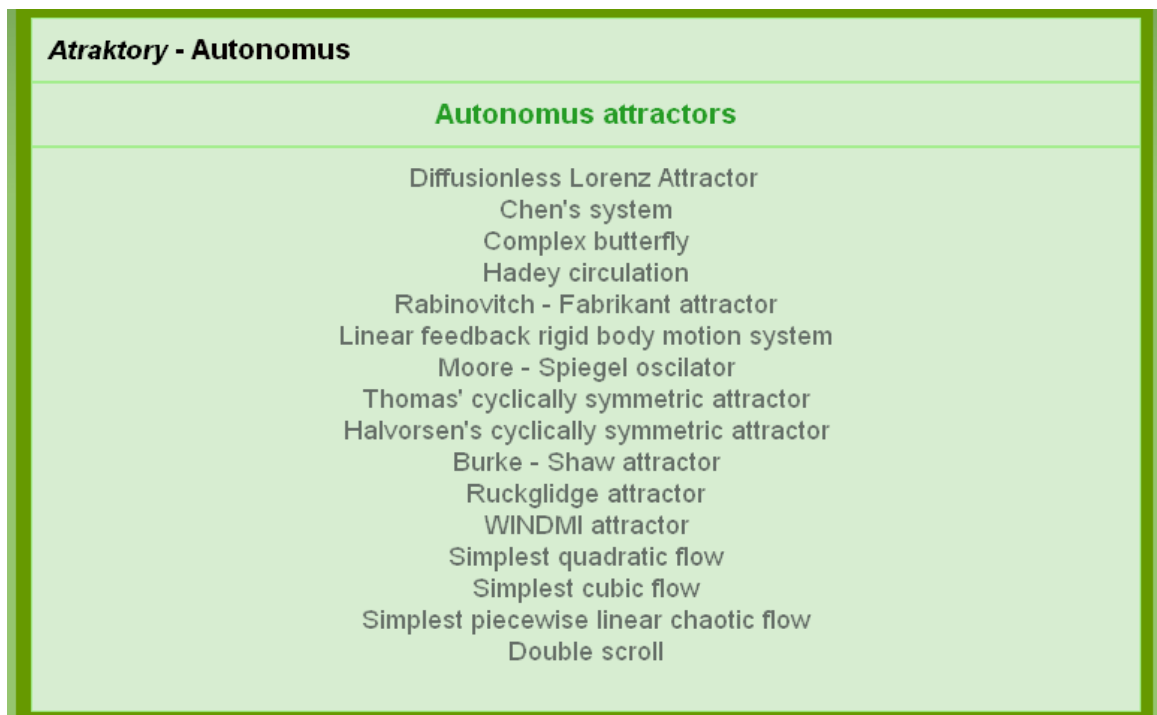 Atraktory - Autonomus
Autonomus attractors
Diffusionless Lorenz Attractor
Chen's system
Complex butterfly
Hadey circulation
Rabinovitch - Fabrikant attractor
Linear feedback rigid body motion system
Moore - Spiegel oscilator
Thomas' cyclically symmetric attractor
Halvorsen's cyclically symmetric attractor
Burke - Shaw attractor
Ruckglidge attractor
WINDMI attractor
Simplest quadratic flow
Simplest cubic flow
Simplest piecewise linear chaotic flow
Double scroll